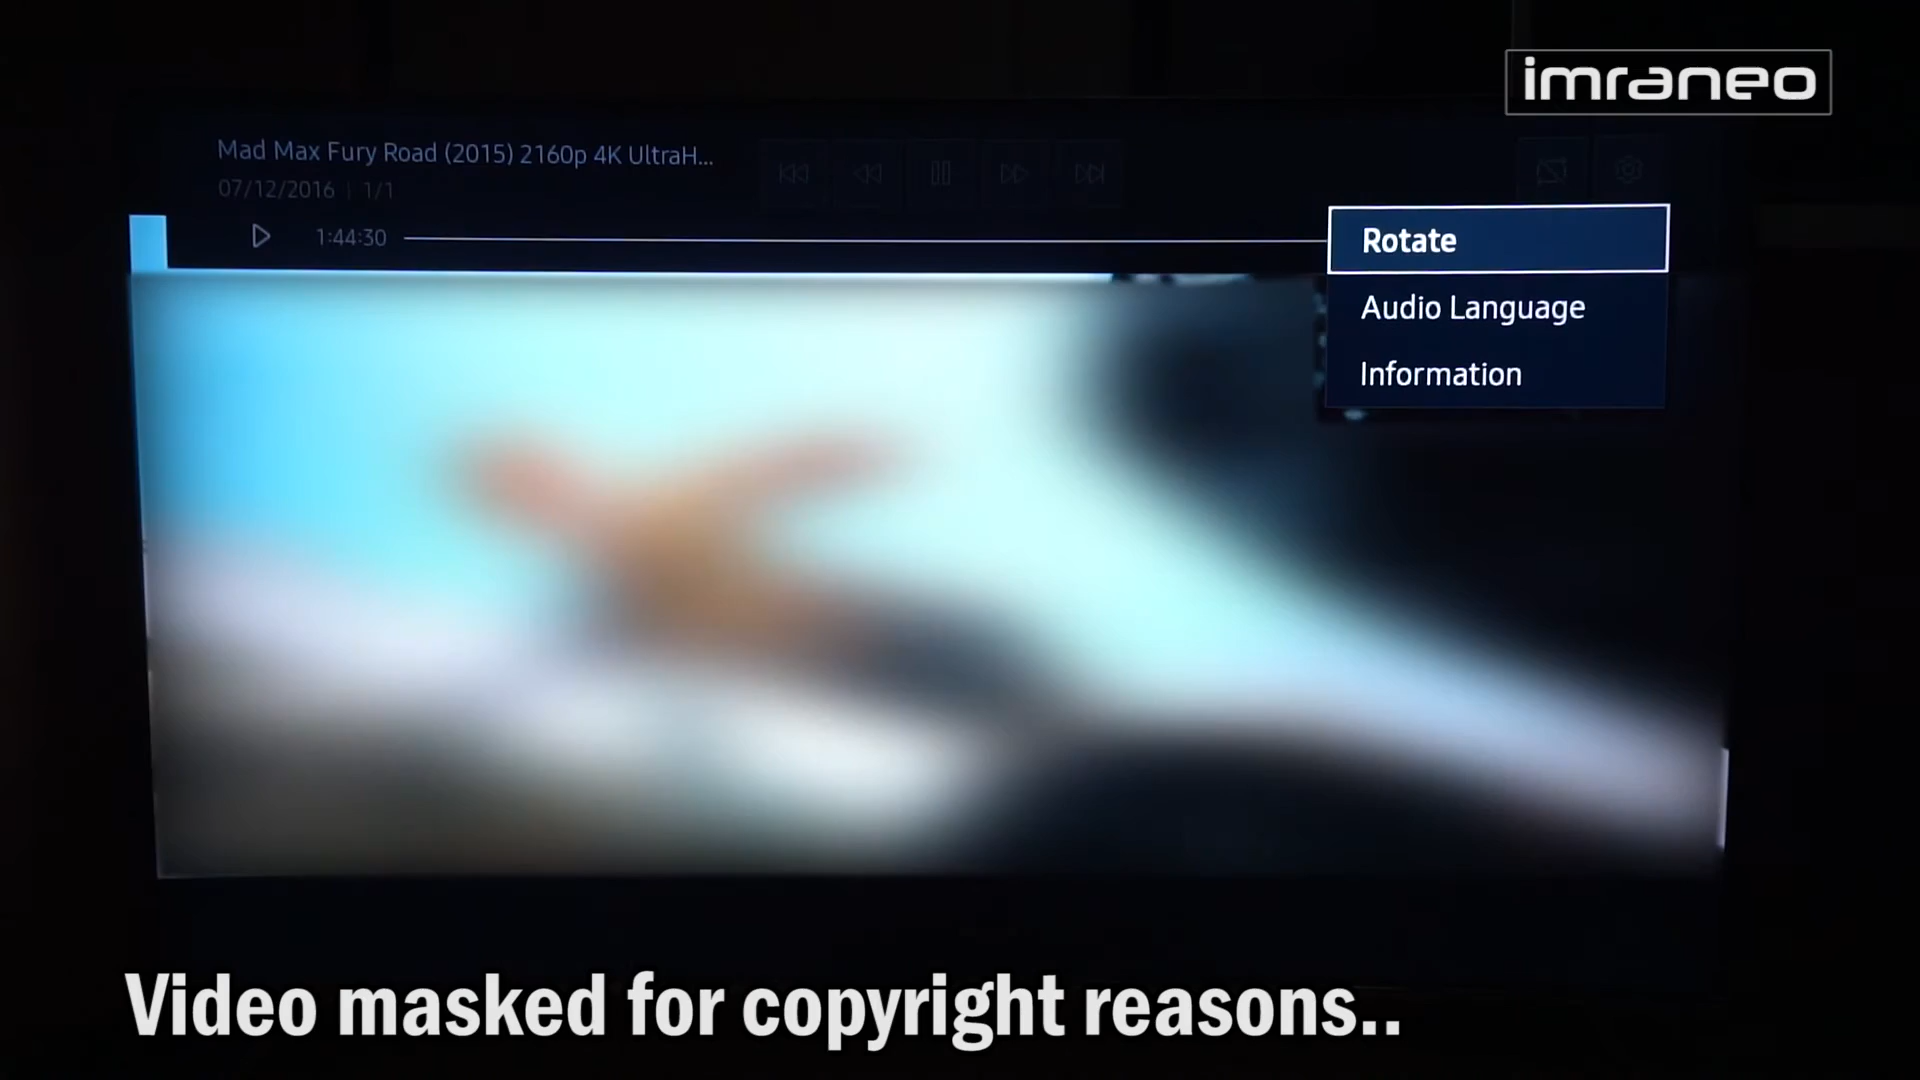 imraneo
Mad Max Fury Road (2015) 2160p 4K UltraH...
07/12/2016 | 1/1
1:44:30
Rotate
Audio Language
Information
Video masked for copyright reasons..